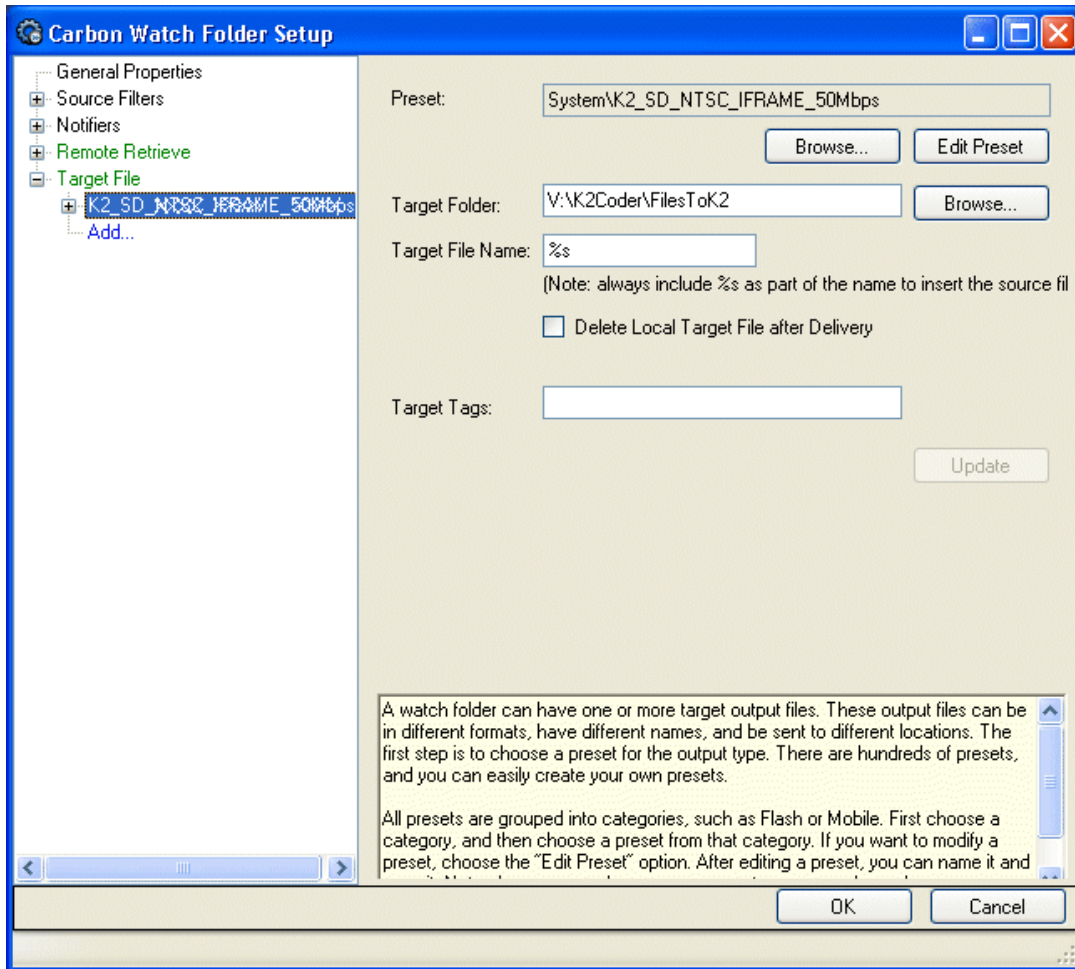 Carbon Watch Folder Setup
General Properties
Source Filters
Notifiers
Remote Retrieve
Target File
K2_SD_NTSC_IFRAME_50Mbps
Add...
Preset:
System\K2_SD_NTSC_IFRAME_50Mbps
Browse...
Edit Preset
Target Folder:
V:\K2Coder\FilesToK2
Browse...
Target File Name:
%s
(Note: always include %s as part of the name to insert the source fil
Delete Local Target File after Delivery
Target Tags:
Update
A watch folder can have one or more target output files. These output files can be
in different formats, have different names, and be sent to different locations. The
first step is to choose a preset for the output type. There are hundreds of presets,
and you can easily create your own presets.
All presets are grouped into categories, such as Flash or Mobile. First choose a
category, and then choose a preset from that category. If you want to modify a
preset, choose the "Edit Preset" option. After editing a preset, you can name it and
OK
Cancel